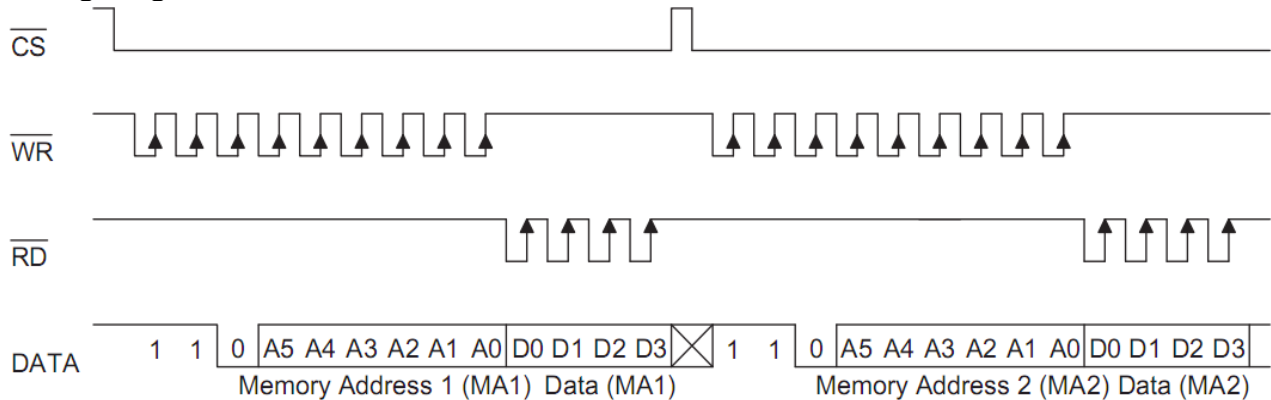 CS
WR
RD
DATA 1 1 0 A5 A4 A3 A2 A1 A0 D0 D1 D2 D3 1 1 0 A5 A4 A3 A2 A1 A0 D0 D1 D2 D3
Memory Address 1 (MA1) Data (MA1) Memory Address 2 (MA2) Data (MA2)